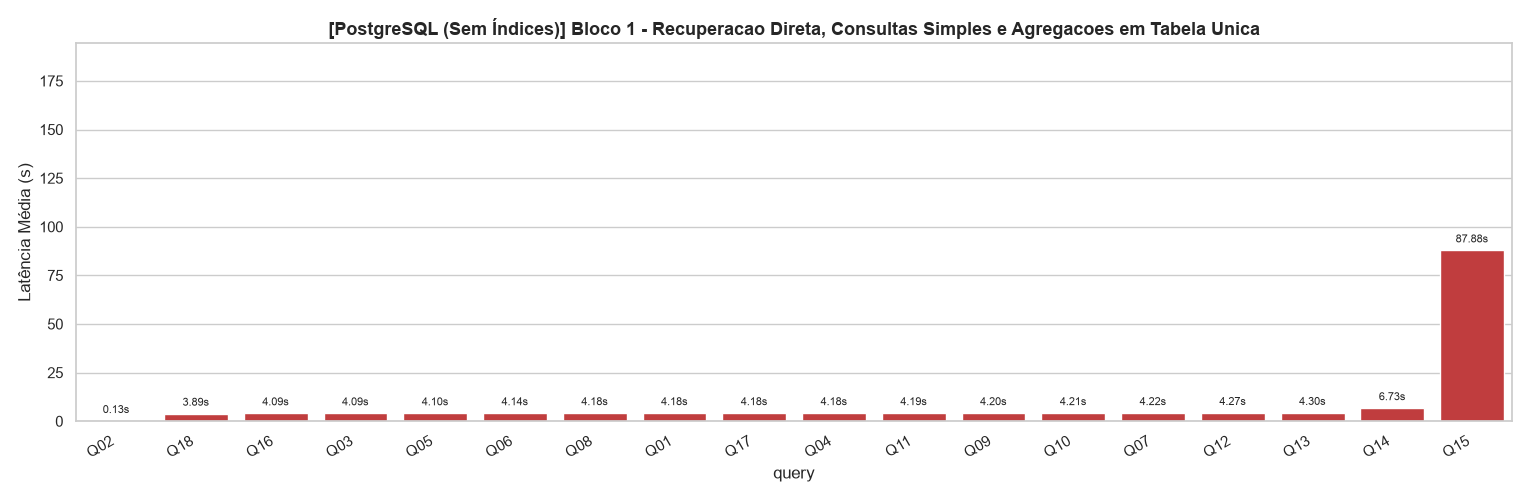 [PostgreSQL (Sem Índices)] Bloco 1 - Recuperacao Direta, Consultas Simples e Agregacoes em Tabela Unica
Latência Média (s)
175
150
125
100
75
50
25
0
0.13s
3.89s
4.09s
4.09s
4.10s
4.14s
4.18s
4.18s
4.18s
4.18s
4.19s
4.20s
4.21s
4.22s
4.27s
4.30s
6.73s
87.88s
Q02
Q18
Q16
Q03
Q05
Q06
Q08
Q01
Q17
Q04
Q11
Q09
Q10
Q07
Q12
Q13
Q14
Q15
query